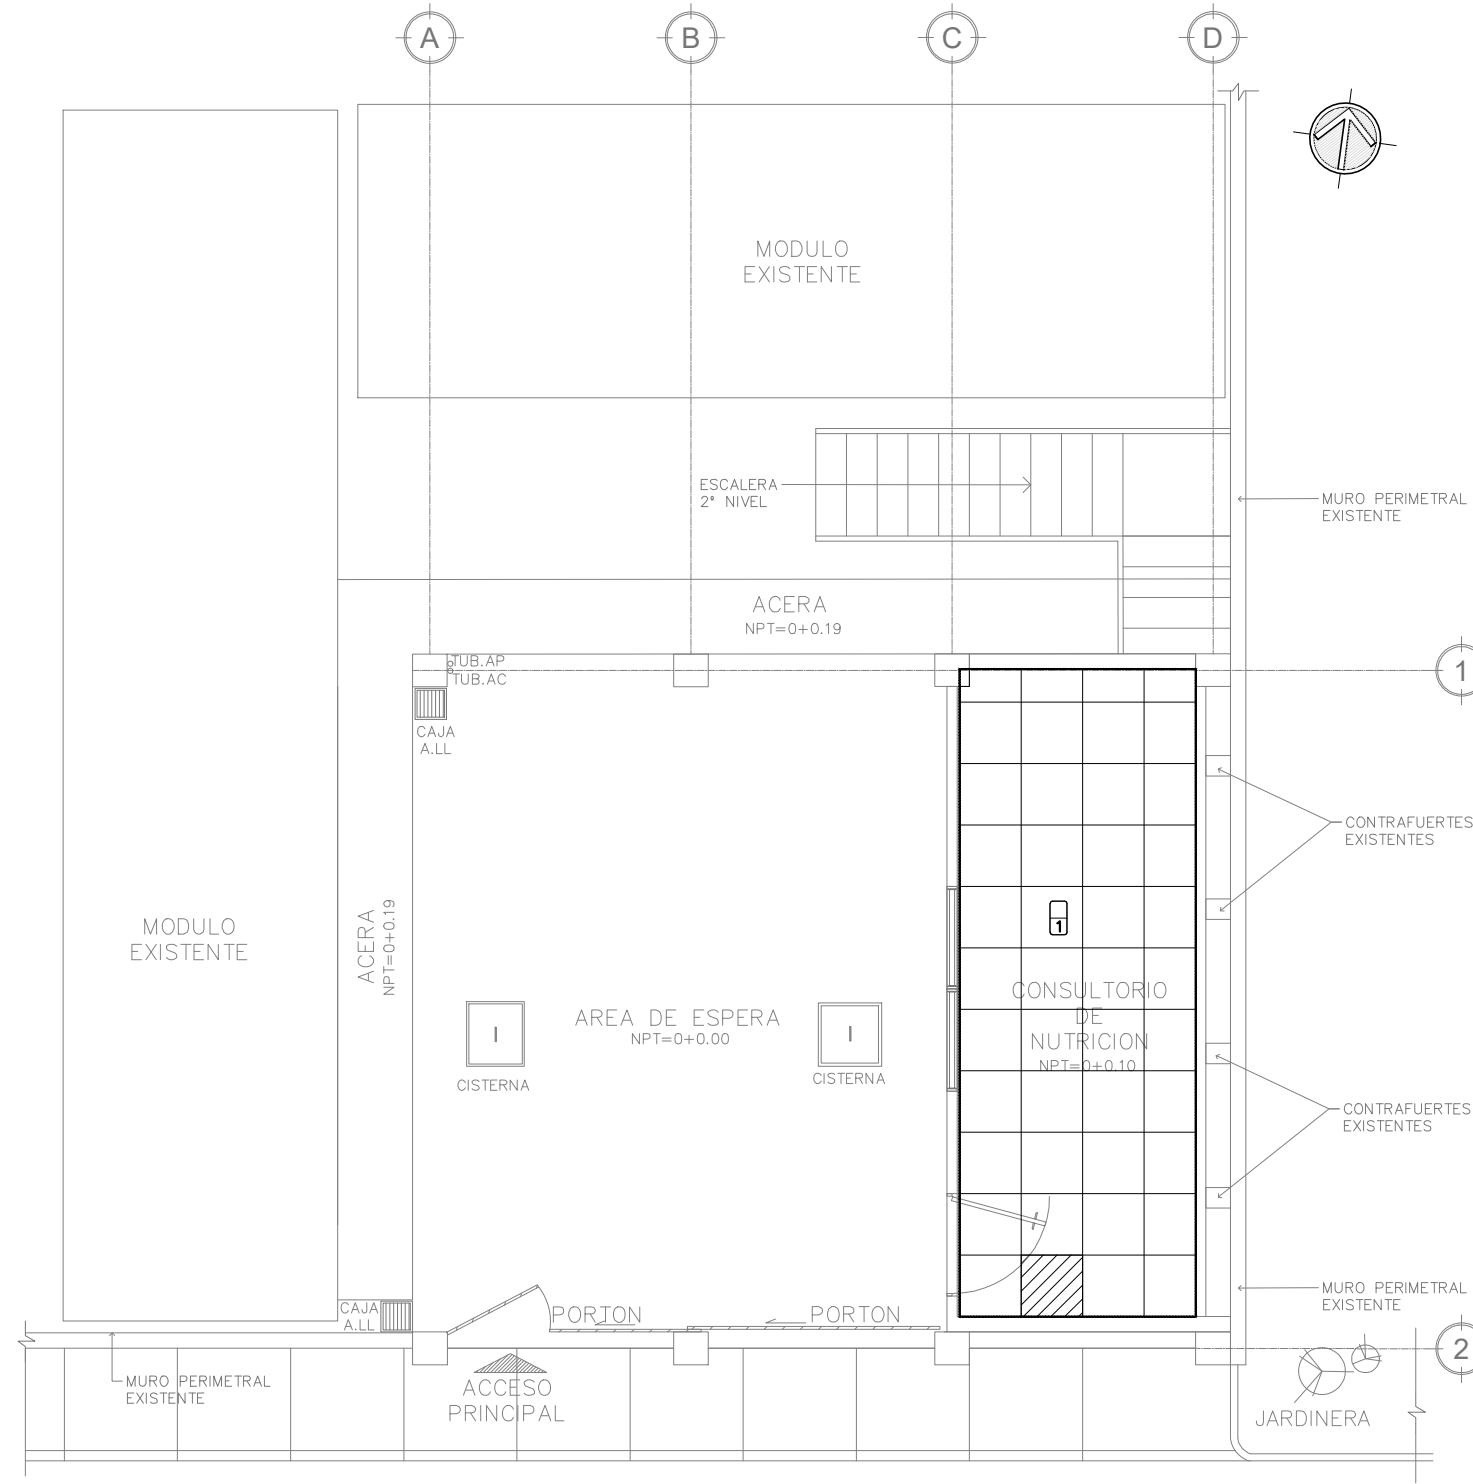 A
B
C
D
MODULO
EXISTENTE
ESCALERA
2° NIVEL
MURO PERIMETRAL
EXISTENTE
ACERA
NPT=0+0.19
TUB.AP
TUB.AC
1
CAJA
A.LL
CONTRAFUERTES
EXISTENTES
MODULO
EXISTENTE
ACERA
NPT=0+0.19
1
AREA DE ESPERA
NPT=0+0.00
CISTERNA
CISTERNA
CONSULTORIO
DE
NUTRICION
NPT=0+0.10
CONTRAFUERTES
EXISTENTES
MURO PERIMETRAL
EXISTENTE
CAJA
A.LL
PORTON
PORTON
2
MURO PERIMETRAL
EXISTENTE
ACCESO
PRINCIPAL
JARDINERA